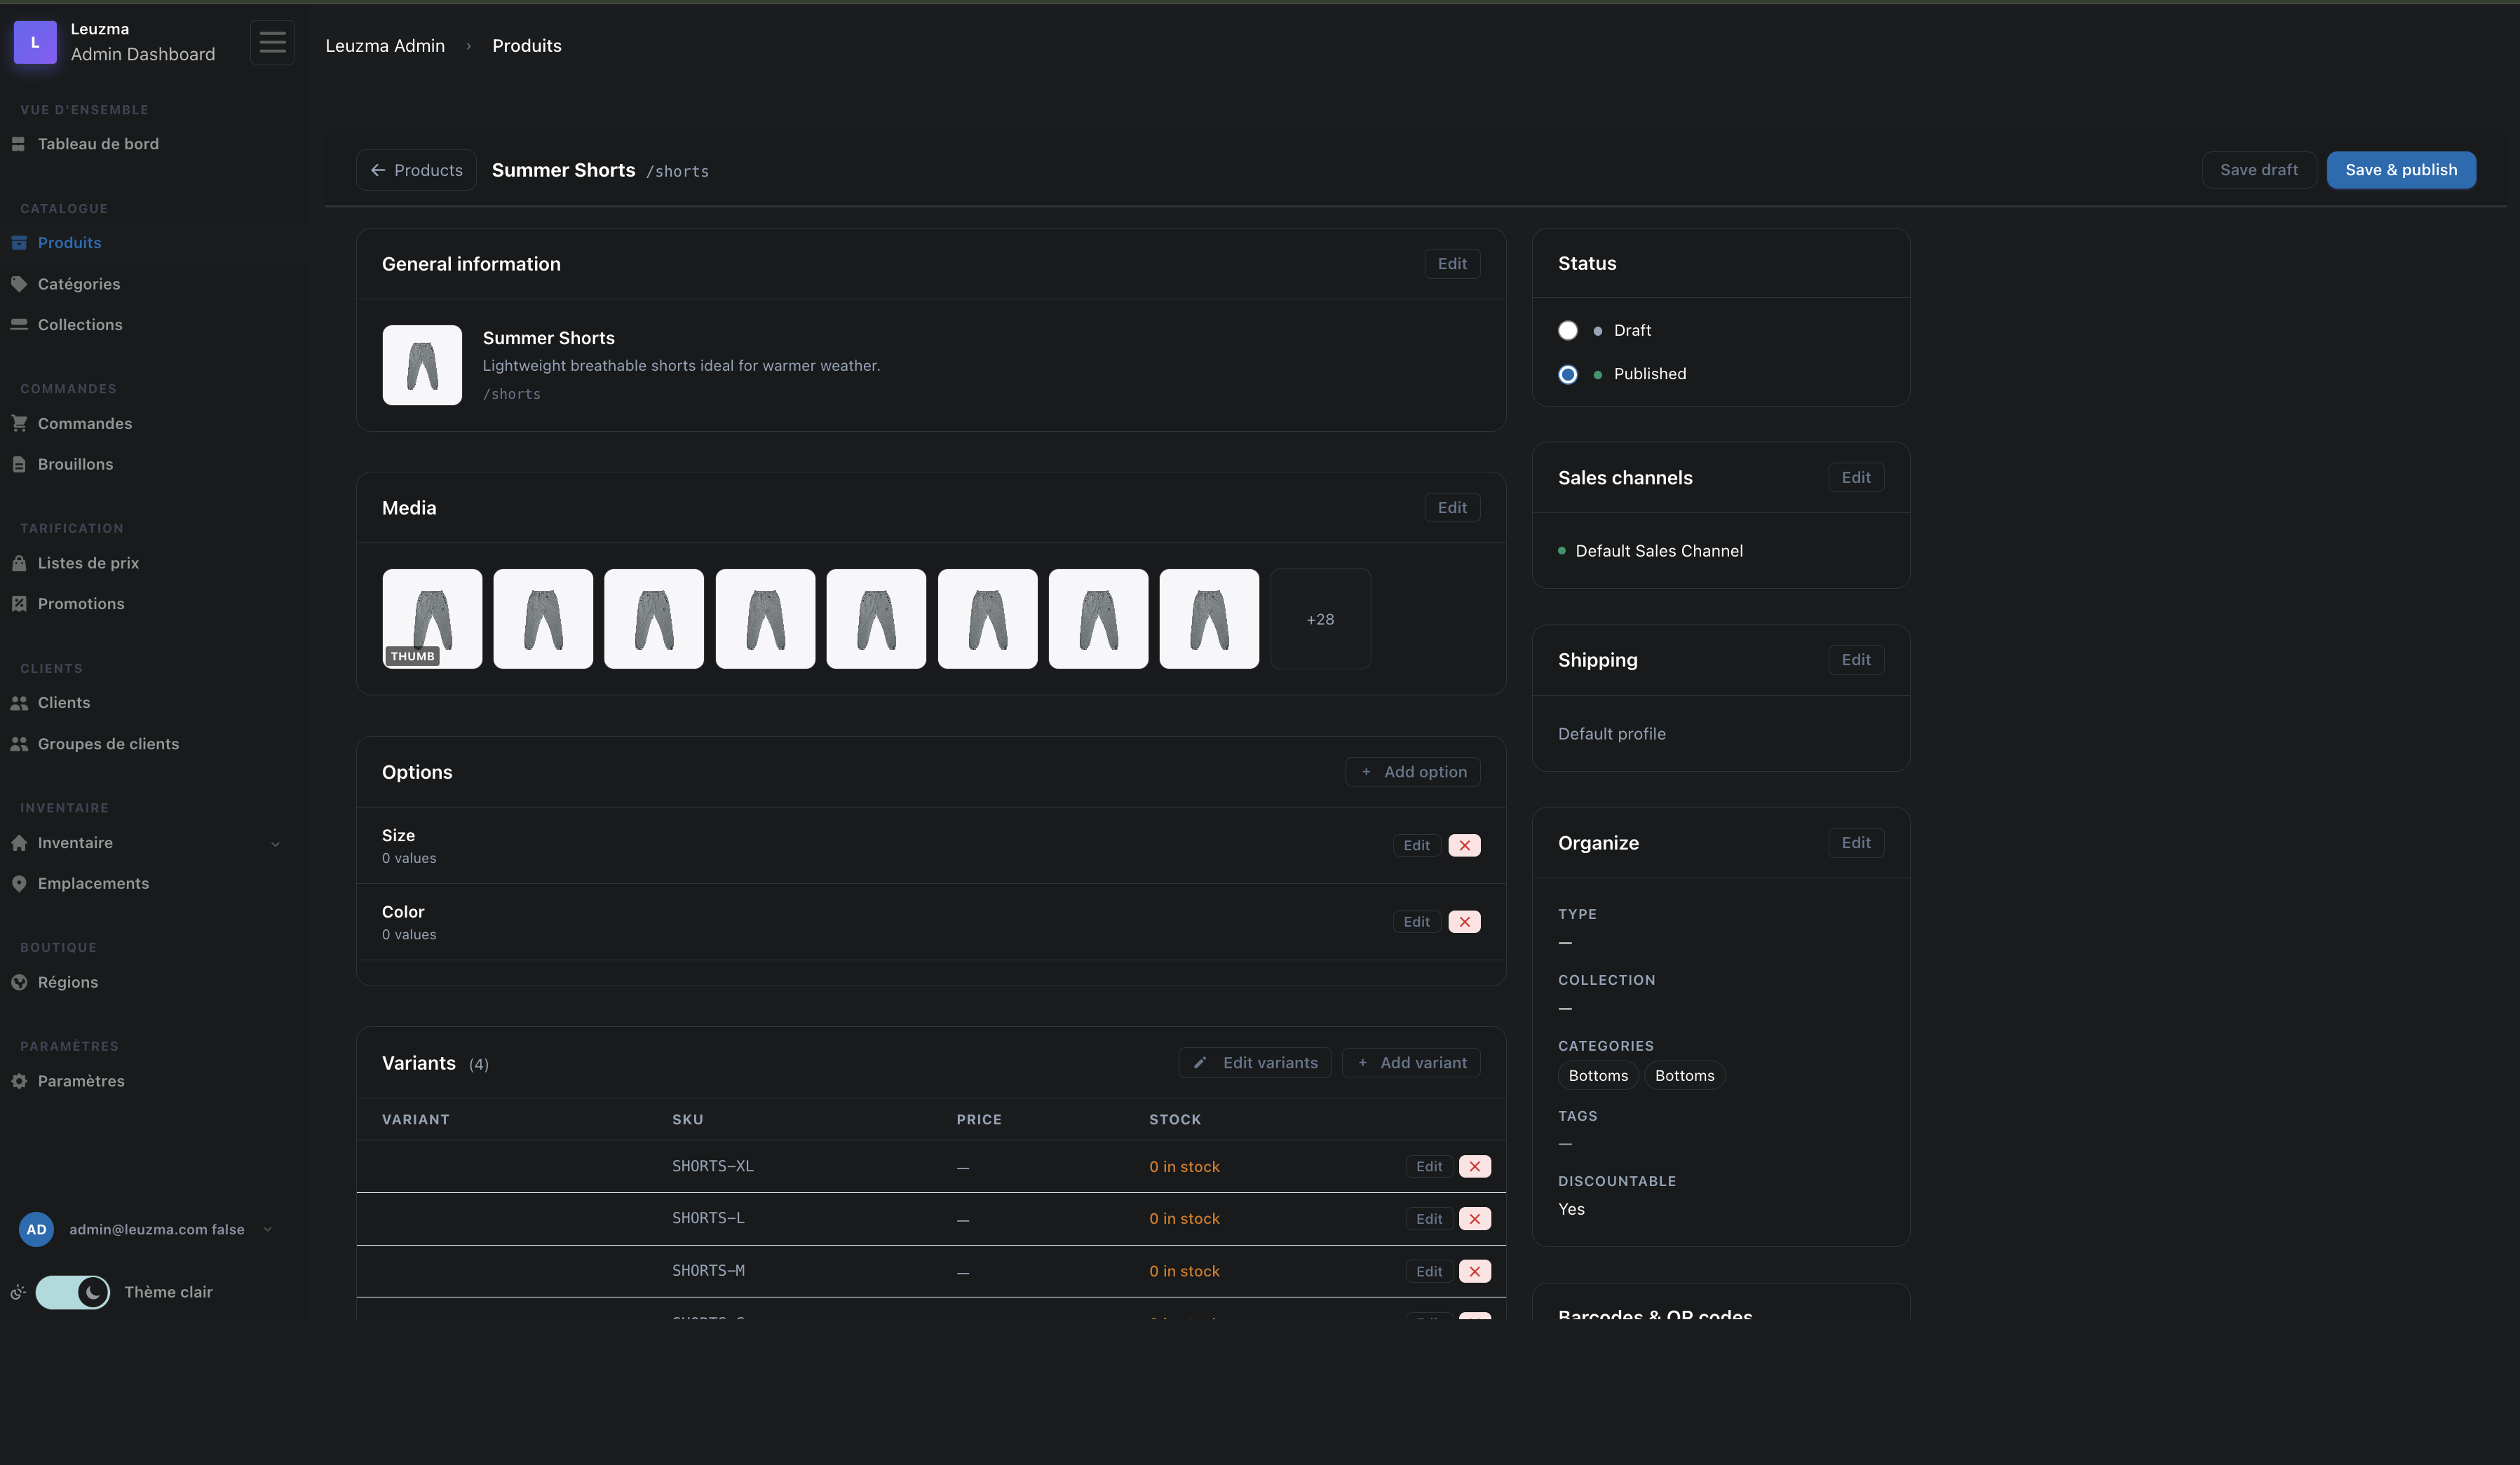 L
Leuzma
Admin Dashboard
VUE D'ENSEMBLE
Tableau de bord
CATALOGUE
Produits
Catégories
Collections
COMMANDES
Commandes
Brouillons
TARIFICATION
Listes de prix
Promotions
CLIENTS
Clients
Groupes de clients
INVENTAIRE
Inventaire
Emplacements
BOUTIQUE
Régions
PARAMÈTRES
Paramètres
AD admin@leuzma.com false
Thème clair
Leuzma Admin › Produits
← Products Summer Shorts /shorts
Save draft Save & publish
General information Edit
Summer Shorts
Lightweight breathable shorts ideal for warmer weather.
/shorts
Media Edit
THUMB
+28
Options + Add option
Size
0 values
Edit
Color
0 values
Edit
Variants (4) Edit variants + Add variant
VARIANT SKU PRICE STOCK
SHORTS-XL — 0 in stock Edit
SHORTS-L — 0 in stock Edit
SHORTS-M — 0 in stock Edit
Status
Draft
Published
Sales channels Edit
Default Sales Channel
Shipping Edit
Default profile
Organize Edit
TYPE
—
COLLECTION
—
CATEGORIES
Bottoms Bottoms
TAGS
—
DISCOUNTABLE
Yes
Barcodes & QR codes